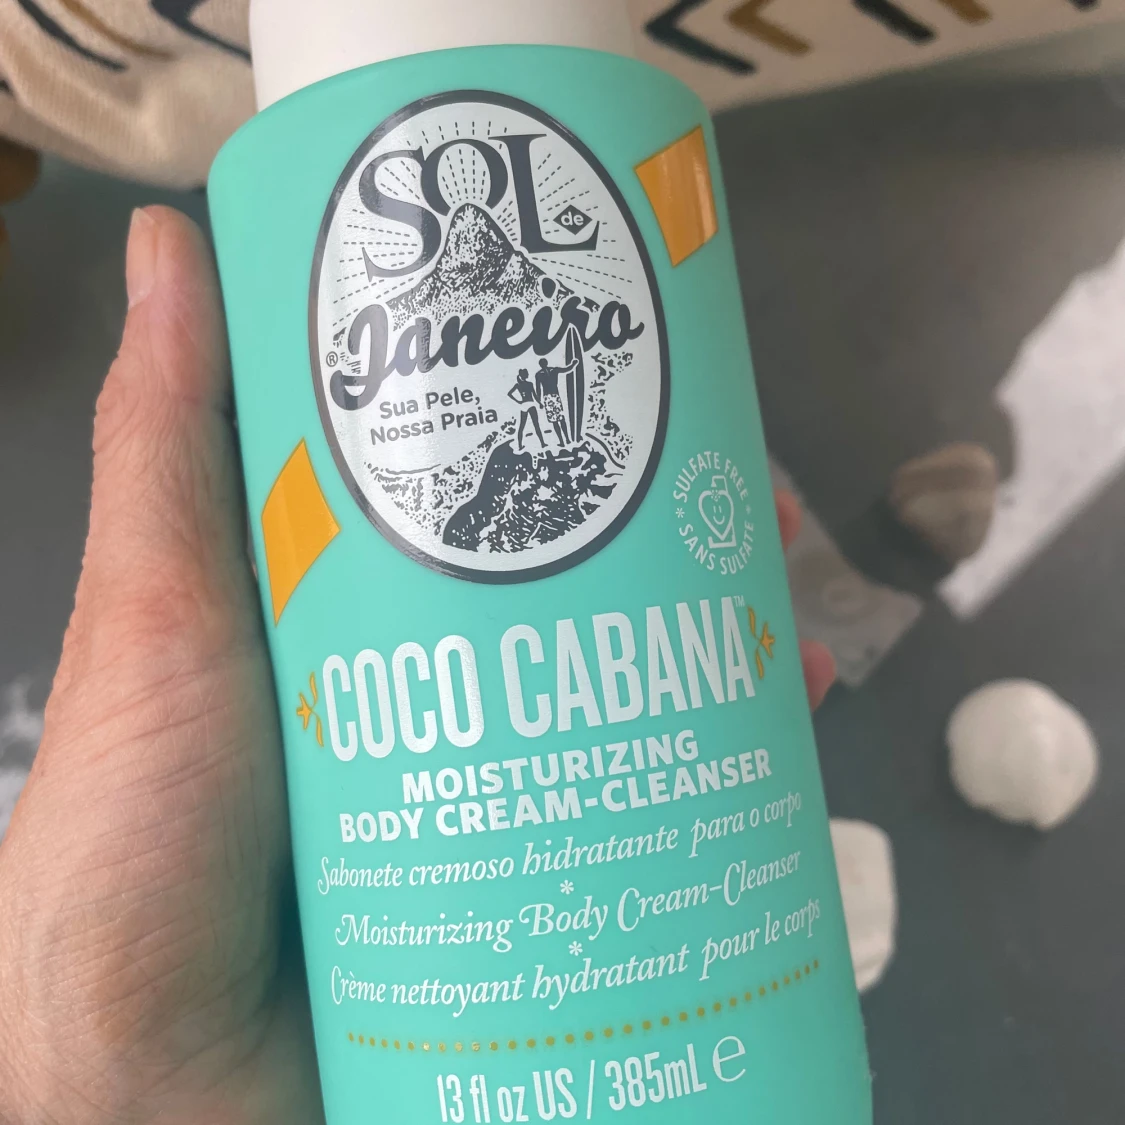 SOL
de
Janeiro
®
Sua Pele,
Nossa Praia
* SULFATE FREE * SANS SULFATE
COCO CABANA™
MOISTURIZING
BODY CREAM-CLEANSER
Sabonete cremoso hidratante para o corpo
*
Moisturizing Body Cream-Cleanser
*
Crème nettoyant hydratant pour le corps
13 fl oz US / 385mL ℮